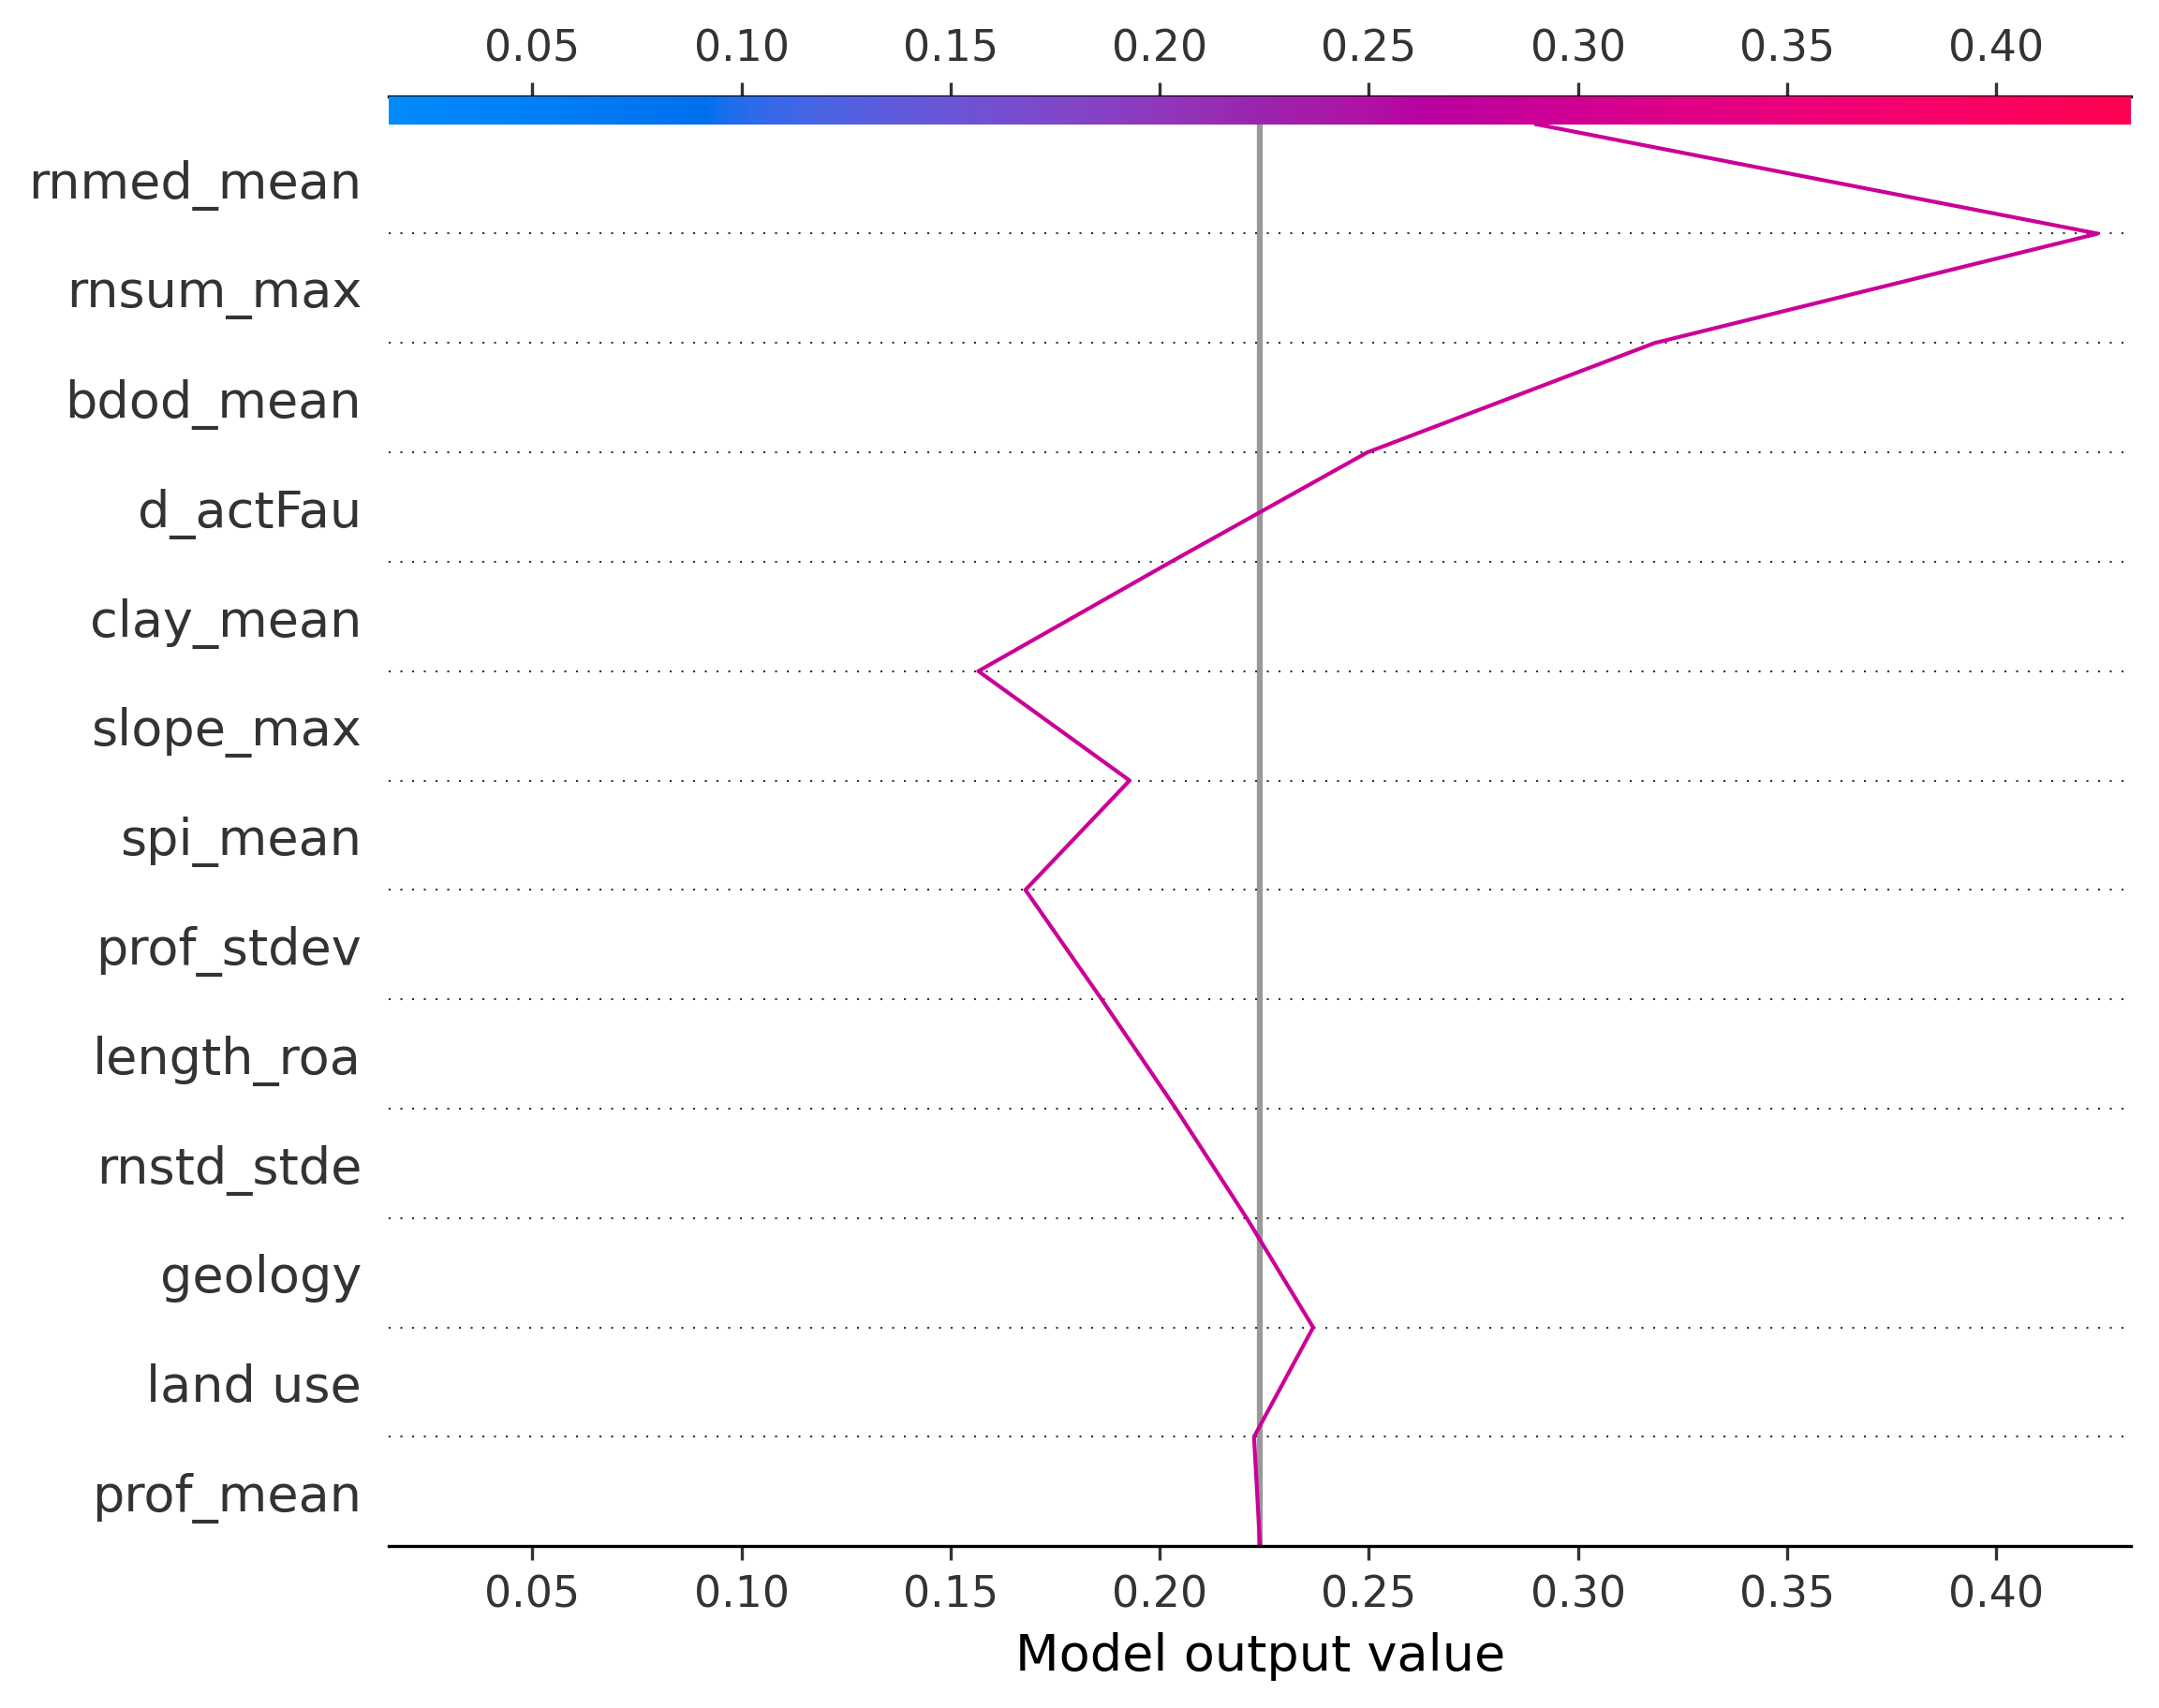 0.05 0.10 0.15 0.20 0.25 0.30 0.35 0.40
rnmed_mean
rnsum_max
bdod_mean
d_actFau
clay_mean
slope_max
spi_mean
prof_stdev
length_roa
rnstd_stde
geology
land use
prof_mean
0.05 0.10 0.15 0.20 0.25 0.30 0.35 0.40
Model output value